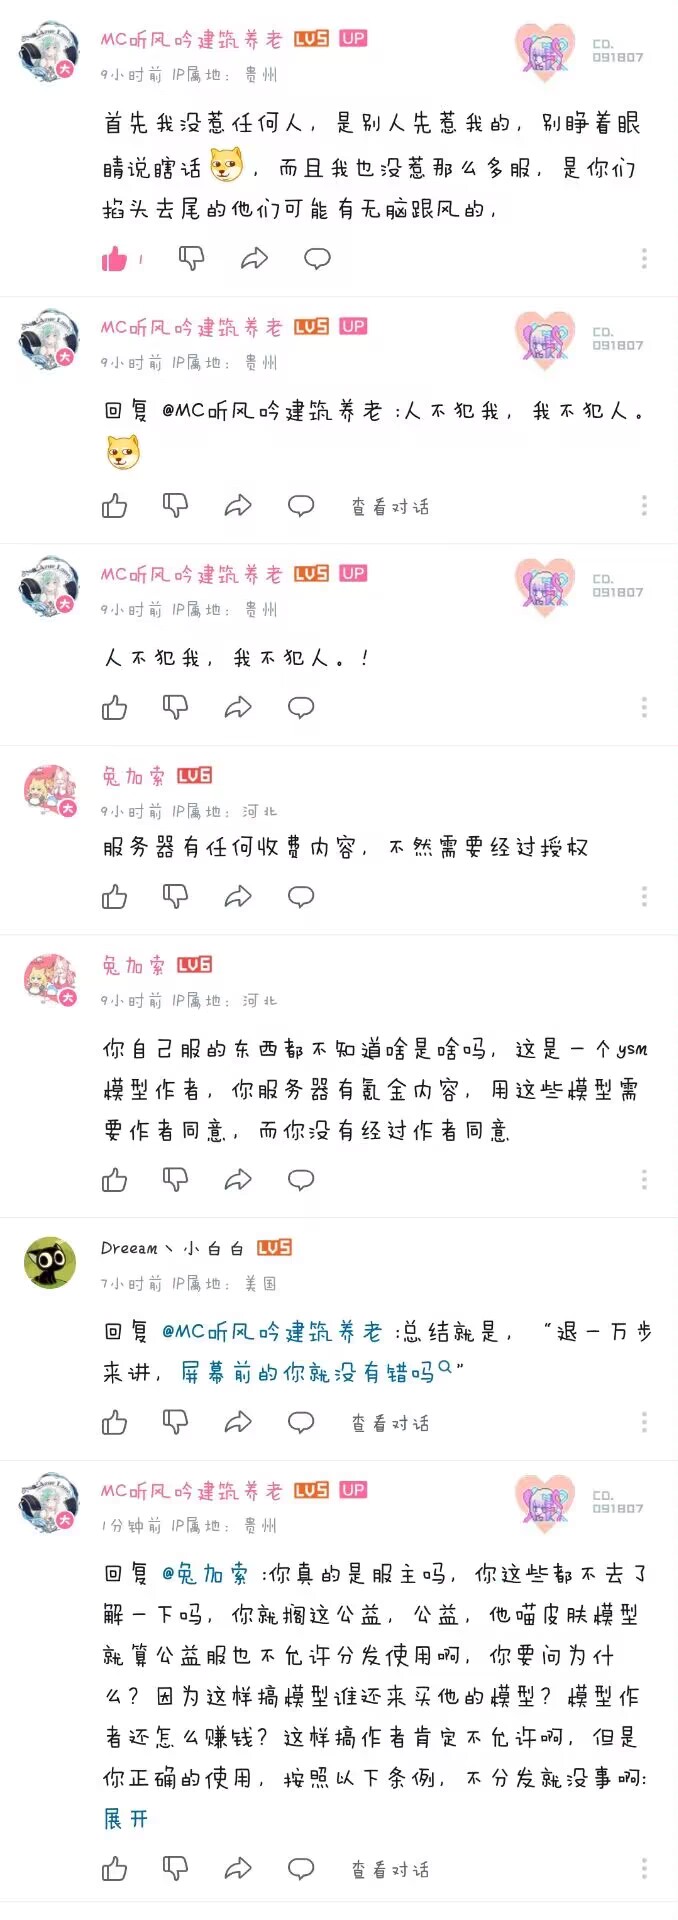 MC听风吟建筑养老 LV5 UP
CD.
091807
9小时前 IP属地：贵州
首先我没惹任何人，是别人先惹我的，别睁着眼
睛说瞎话，而且我也没惹那么多服，是你们
掐头去尾的他们可能有无脑跟风的，
1
MC听风吟建筑养老 LV5 UP
CD.
091807
9小时前 IP属地：贵州
回复 @MC听风吟建筑养老 :人不犯我，我不犯人。
查看对话
MC听风吟建筑养老 LV5 UP
CD.
091807
9小时前 IP属地：贵州
人不犯我，我不犯人。！
兔加索 LV6
9小时前 IP属地：河北
服务器有任何收费内容，不然需要经过授权
兔加索 LV6
9小时前 IP属地：河北
你自己服的东西都不知道啥是啥吗，这是一个ysm
模型作者，你服务器有氪金内容，用这些模型需
要作者同意，而你没有经过作者同意
Dreeam丶小白白 LV5
7小时前 IP属地：美国
回复 @MC听风吟建筑养老 :总结就是，“退一万步
来讲，屏幕前的你就没有错吗”
查看对话
MC听风吟建筑养老 LV5 UP
CD.
091807
1分钟前 IP属地：贵州
回复 @兔加索 :你真的是服主吗，你这些都不去了
解一下吗，你就搁这公益，公益，他喵皮肤模型
就算公益服也不允许分发使用啊，你要问为什
么？因为这样搞模型谁还来买他的模型？模型作
者还怎么赚钱？这样搞作者肯定不允许啊，但是
你正确的使用，按照以下条例，不分发就没事啊:
展开
查看对话